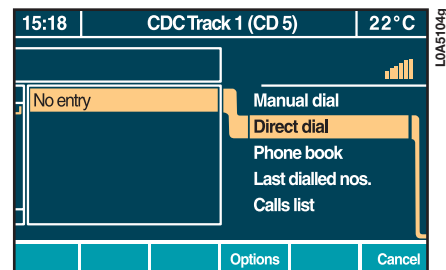 15:18 CDC Track 1 (CD 5) 22°C
No entry
Manual dial
Direct dial
Phone book
Last dialled nos.
Calls list
Options Cancel
L0A5104g